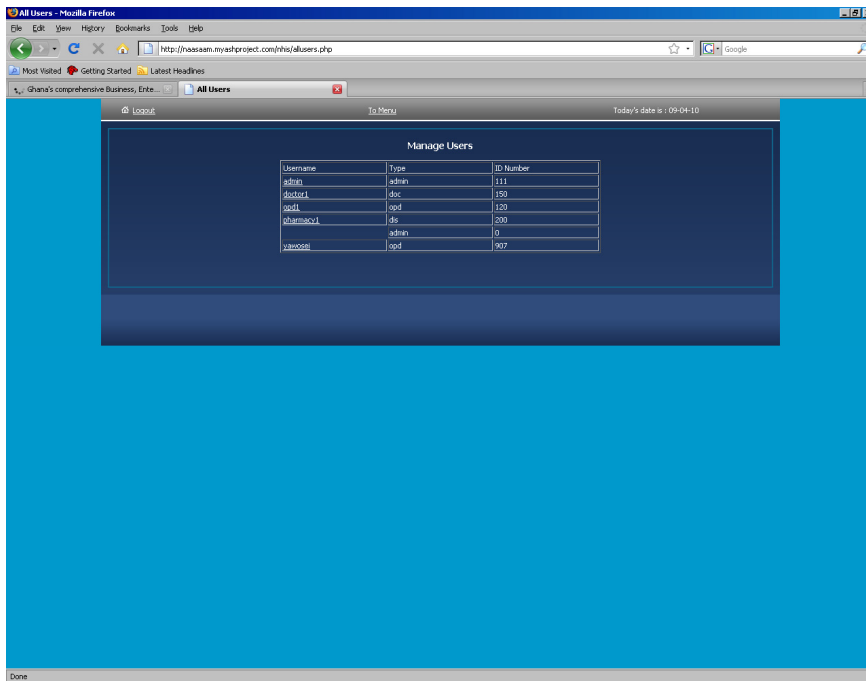 All Users - Mozilla Firefox
File Edit View History Bookmarks Tools Help
http://naasaam.myashproject.com/nhis/allusers.php
G Google
Most Visited Getting Started Latest Headlines
Ghana's comprehensive Business, Ente... All Users
Logout To Menu Today's date is : 09-04-10
Manage Users
Username Type ID Number
admin admin 111
doctor1 doc 150
opd1 opd 120
pharmacy1 dis 200
admin 0
yawosei opd 907
Done